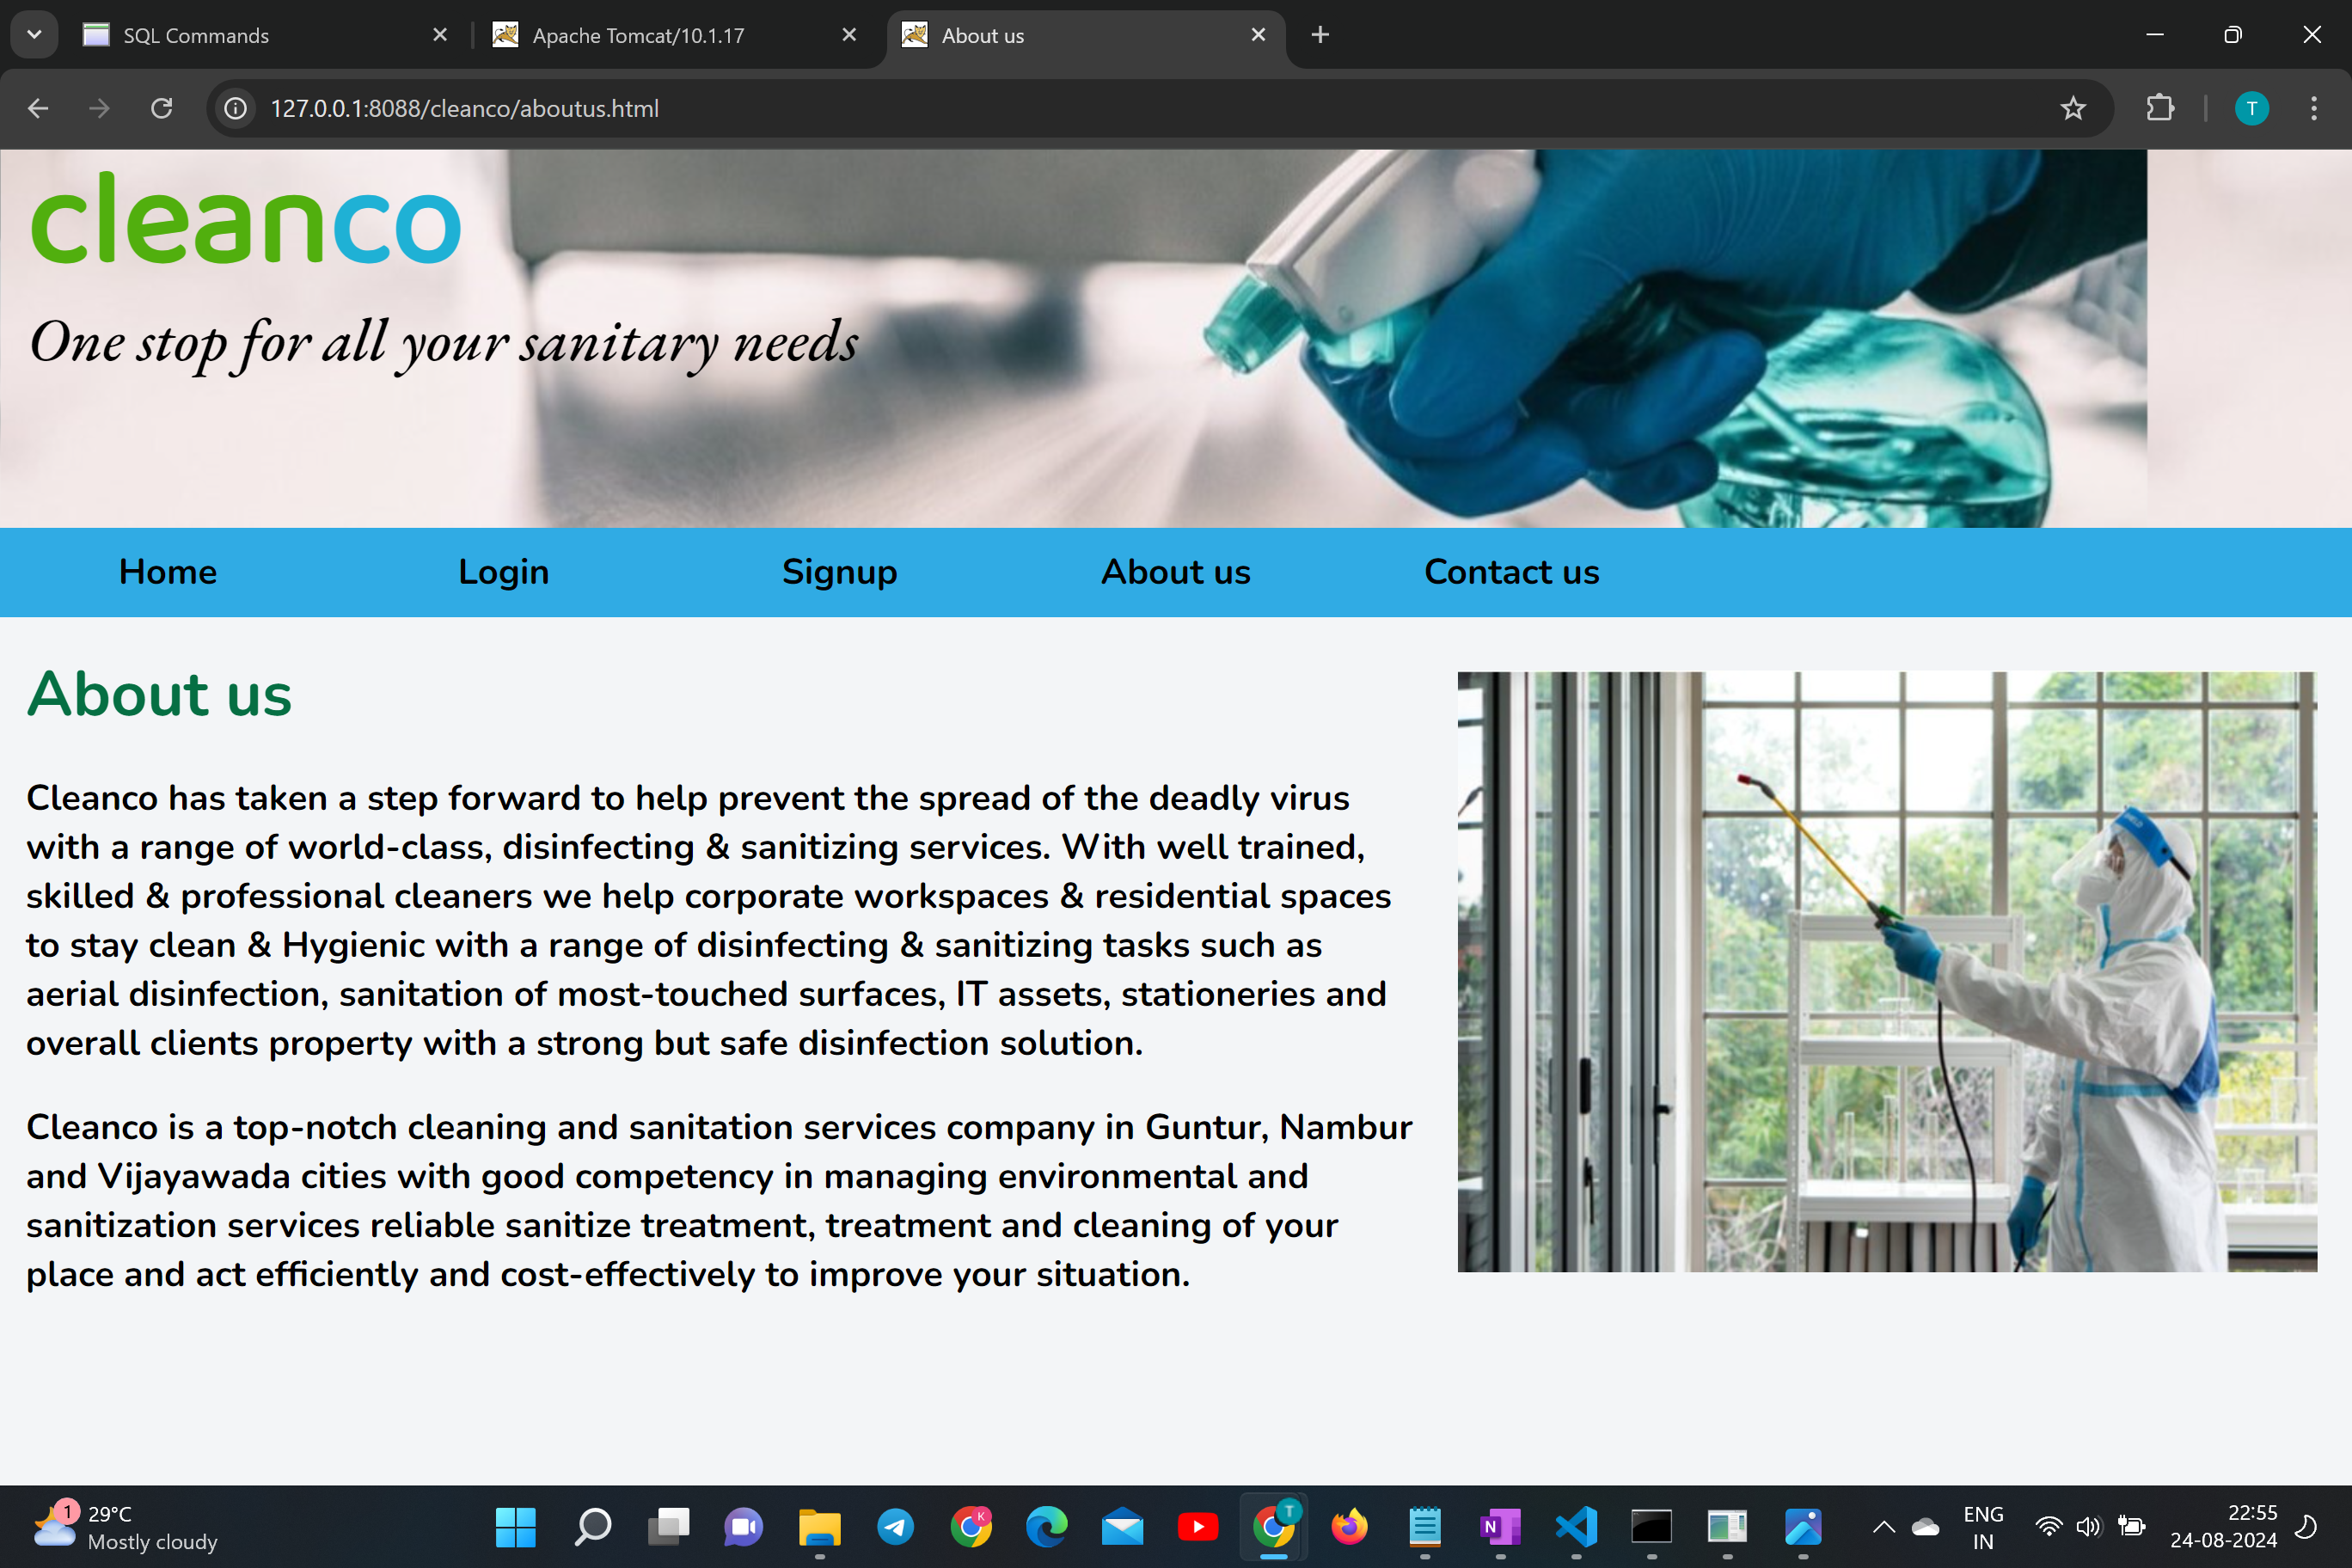 SQL Commands
Apache Tomcat/10.1.17
About us
127.0.0.1:8088/cleanco/aboutus.html
T
cleanco
One stop for all your sanitary needs
Home Login Signup About us Contact us
About us
Cleanco has taken a step forward to help prevent the spread of the deadly virus
with a range of world-class, disinfecting & sanitizing services. With well trained,
skilled & professional cleaners we help corporate workspaces & residential spaces
to stay clean & Hygienic with a range of disinfecting & sanitizing tasks such as
aerial disinfection, sanitation of most-touched surfaces, IT assets, stationeries and
overall clients property with a strong but safe disinfection solution.
Cleanco is a top-notch cleaning and sanitation services company in Guntur, Nambur
and Vijayawada cities with good competency in managing environmental and
sanitization services reliable sanitize treatment, treatment and cleaning of your
place and act efficiently and cost-effectively to improve your situation.
1
29°C
Mostly cloudy
K
T
N
ENG
IN
22:55
24-08-2024